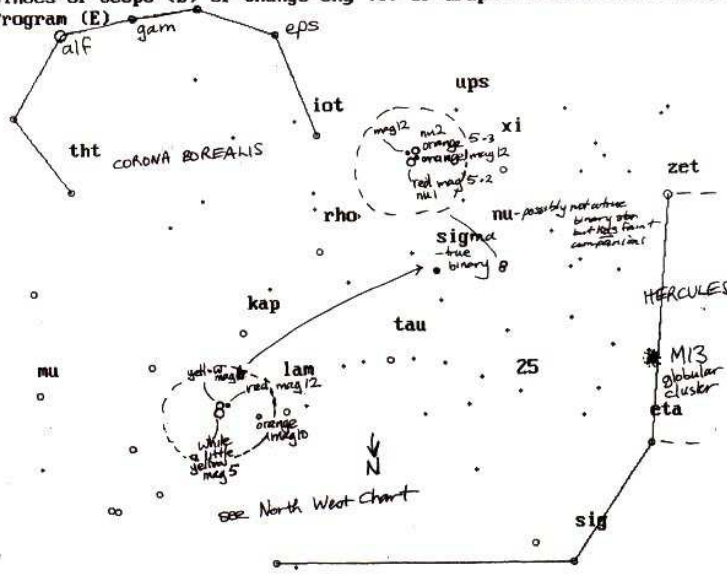 Program (E)
alf
gam
eps
ups
iot
xi
tht
CORONA BOREALIS
mag 12
nu2
orange 5.3
orange mag 12
red mag 5.2
nu1
zet
rho
nu - possibly not a true
binary star
but has faint
companions
sigma
- true
binary
HERCULES
kap
tau
mu
lam
25
M13
globular
cluster
yellow
mag
red mag 12
orange
mag 10
eta
white
a little
yellow
mag 5
N
see North West Chart
sig